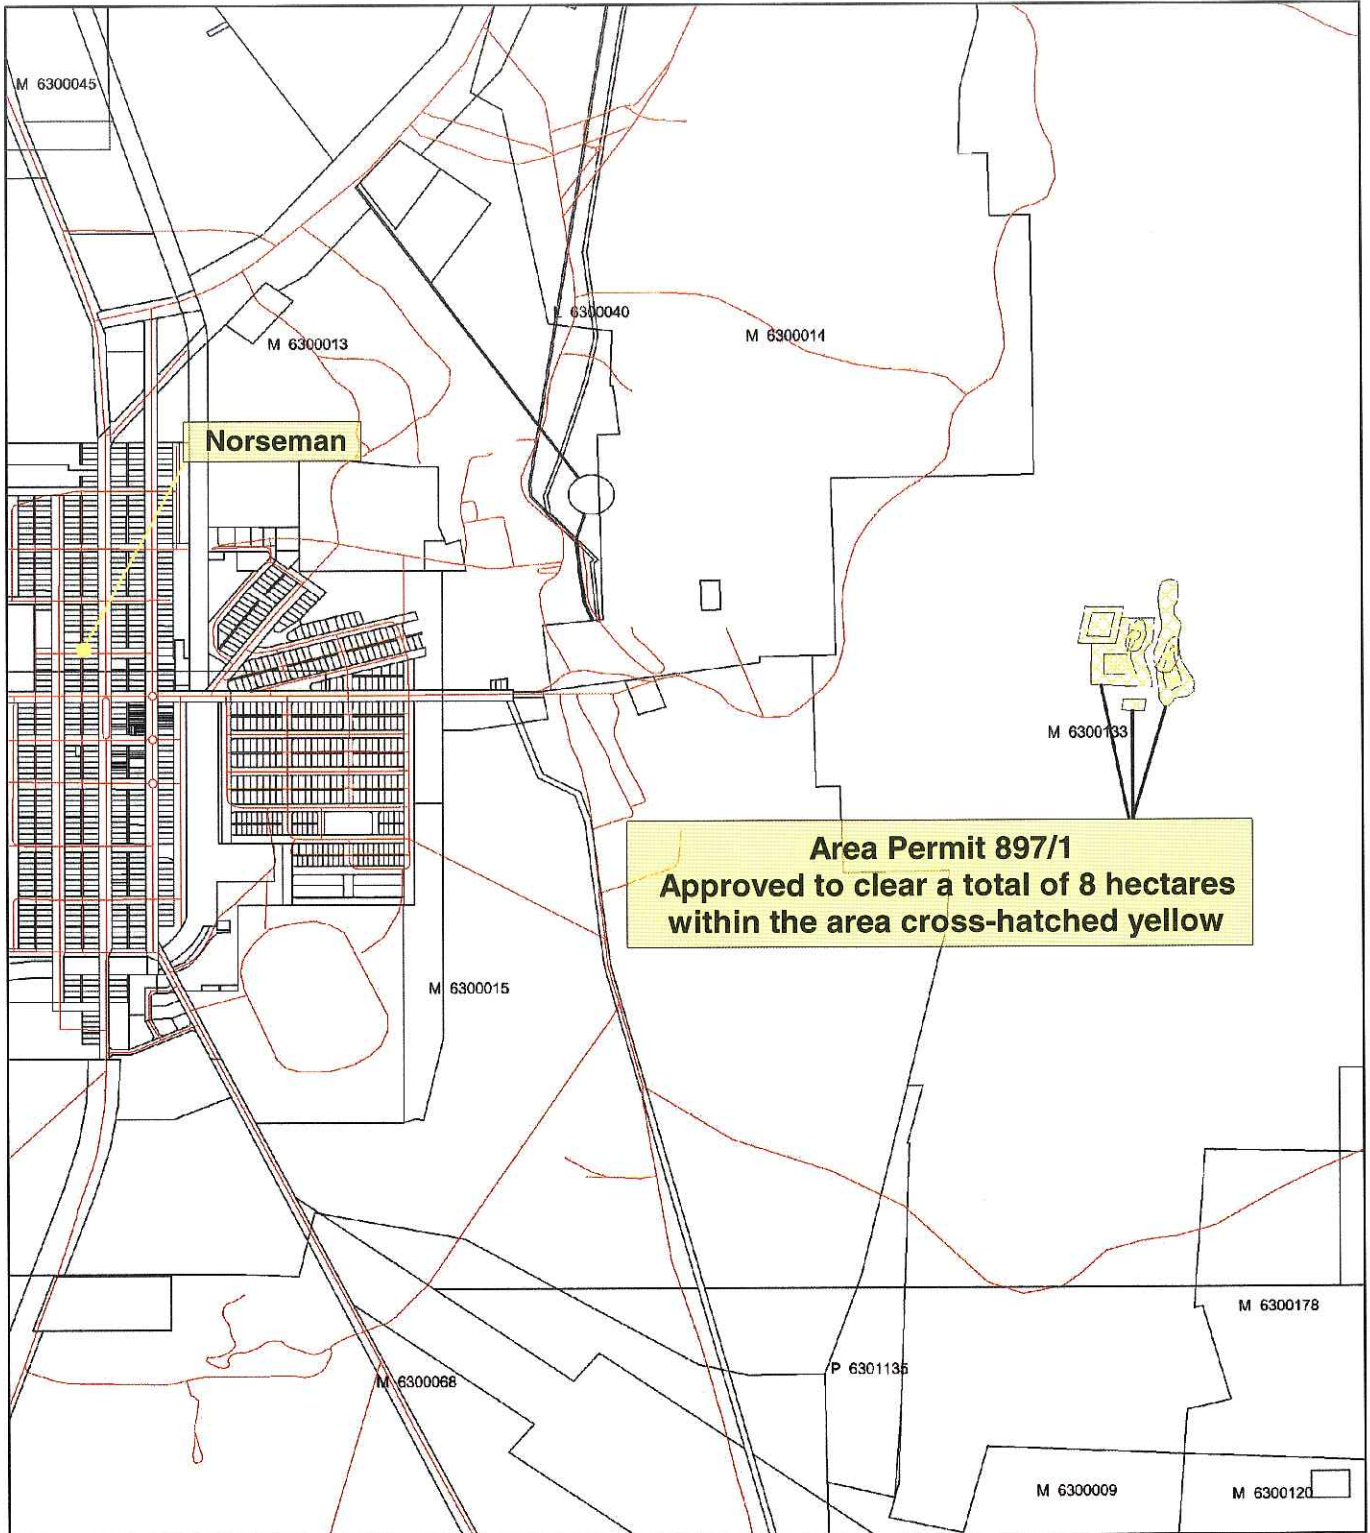 M 6300045
L 6300040
M 6300014
M 6300013
Norseman
M 6300133
Area Permit 897/1
Approved to clear a total of 8 hectares
within the area cross-hatched yellow
M 6300015
M 6300178
P 6301135
M 6300068
M 6300009
M 6300120